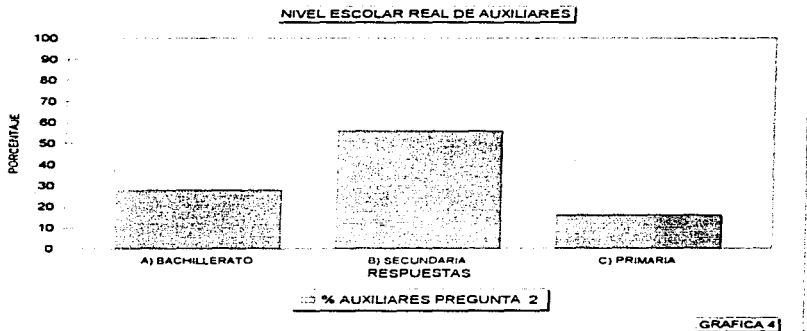 NIVEL ESCOLAR REAL DE AUXILIARES
100
90
80
70
60
50
40
30
20
10
0
PORCENTAJE
A) BACHILLERATO B) SECUNDARIA C) PRIMARIA
RESPUESTAS
% AUXILIARES PREGUNTA 2
GRAFICA 4